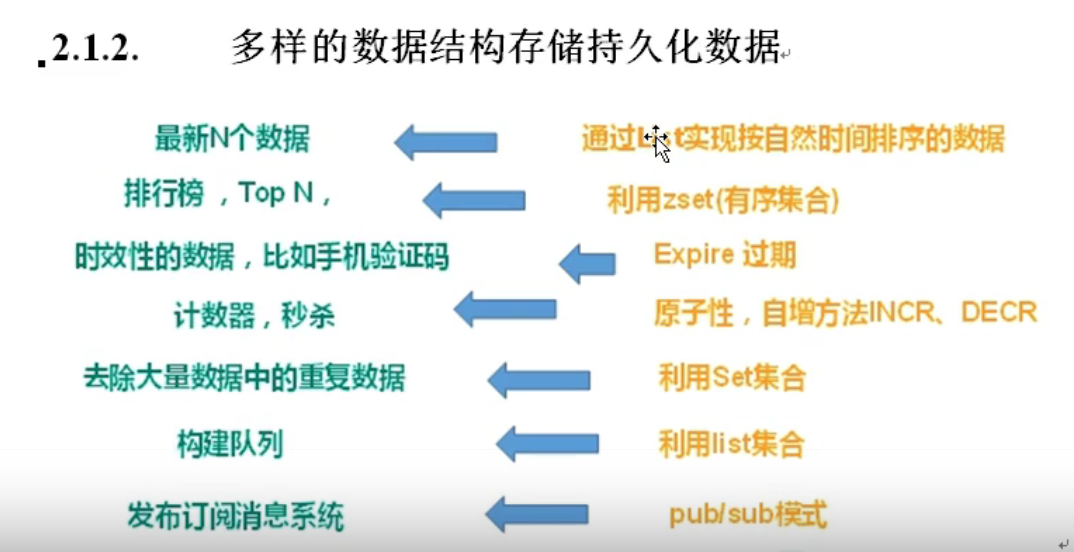 2.1.2. 多样的数据结构存储持久化数据
最新N个数据 通过List实现按自然时间排序的数据
排行榜，Top N， 利用zset(有序集合)
时效性的数据，比如手机验证码 Expire 过期
计数器，秒杀 原子性，自增方法INCR、DECR
去除大量数据中的重复数据 利用Set集合
构建队列 利用list集合
发布订阅消息系统 pub/sub模式